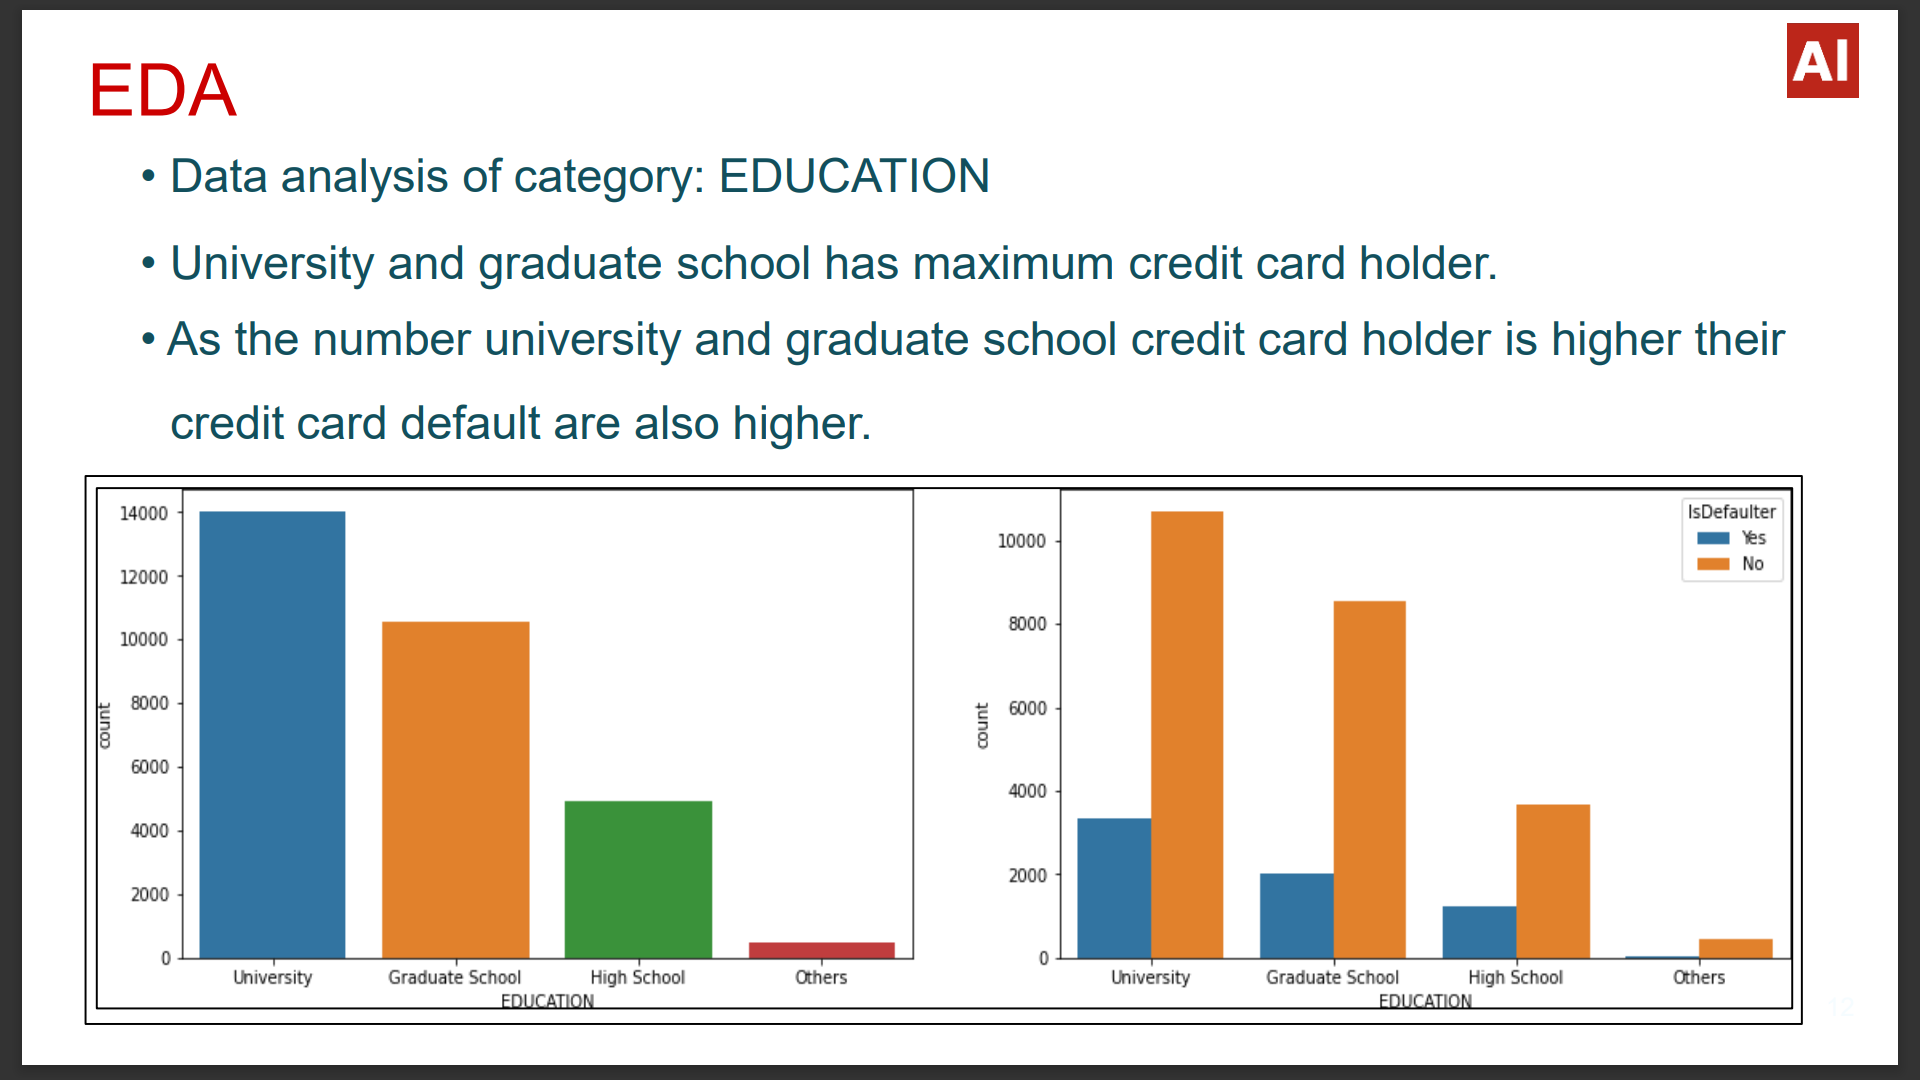 AI
EDA
• Data analysis of category: EDUCATION
• University and graduate school has maximum credit card holder.
• As the number university and graduate school credit card holder is higher their
credit card default are also higher.
14000
12000
10000
8000
6000
4000
2000
0
count
University Graduate School High School Others
EDUCATION
10000
8000
6000
4000
2000
0
count
IsDefaulter
Yes
No
University Graduate School High School Others
EDUCATION
12